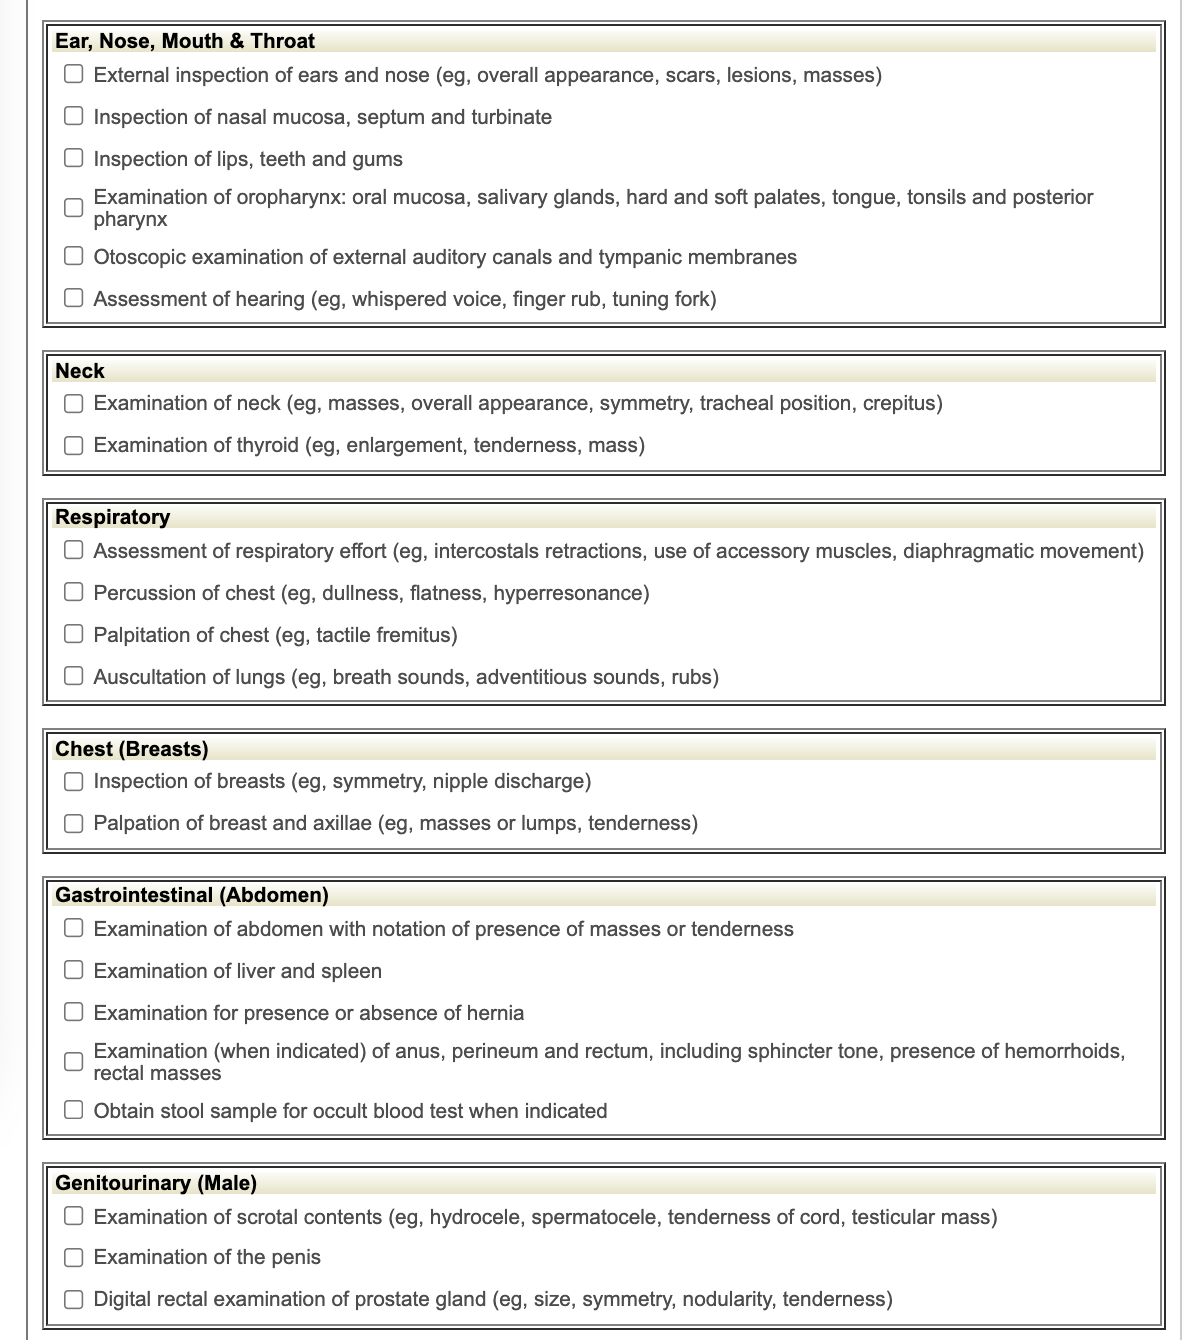 Ear, Nose, Mouth & Throat
External inspection of ears and nose (eg, overall appearance, scars, lesions, masses)
Inspection of nasal mucosa, septum and turbinate
Inspection of lips, teeth and gums
Examination of oropharynx: oral mucosa, salivary glands, hard and soft palates, tongue, tonsils and posterior
pharynx
Otoscopic examination of external auditory canals and tympanic membranes
Assessment of hearing (eg, whispered voice, finger rub, tuning fork)
Neck
Examination of neck (eg, masses, overall appearance, symmetry, tracheal position, crepitus)
Examination of thyroid (eg, enlargement, tenderness, mass)
Respiratory
Assessment of respiratory effort (eg, intercostals retractions, use of accessory muscles, diaphragmatic movement)
Percussion of chest (eg, dullness, flatness, hyperresonance)
Palpitation of chest (eg, tactile fremitus)
Auscultation of lungs (eg, breath sounds, adventitious sounds, rubs)
Chest (Breasts)
Inspection of breasts (eg, symmetry, nipple discharge)
Palpation of breast and axillae (eg, masses or lumps, tenderness)
Gastrointestinal (Abdomen)
Examination of abdomen with notation of presence of masses or tenderness
Examination of liver and spleen
Examination for presence or absence of hernia
Examination (when indicated) of anus, perineum and rectum, including sphincter tone, presence of hemorrhoids,
rectal masses
Obtain stool sample for occult blood test when indicated
Genitourinary (Male)
Examination of scrotal contents (eg, hydrocele, spermatocele, tenderness of cord, testicular mass)
Examination of the penis
Digital rectal examination of prostate gland (eg, size, symmetry, nodularity, tenderness)